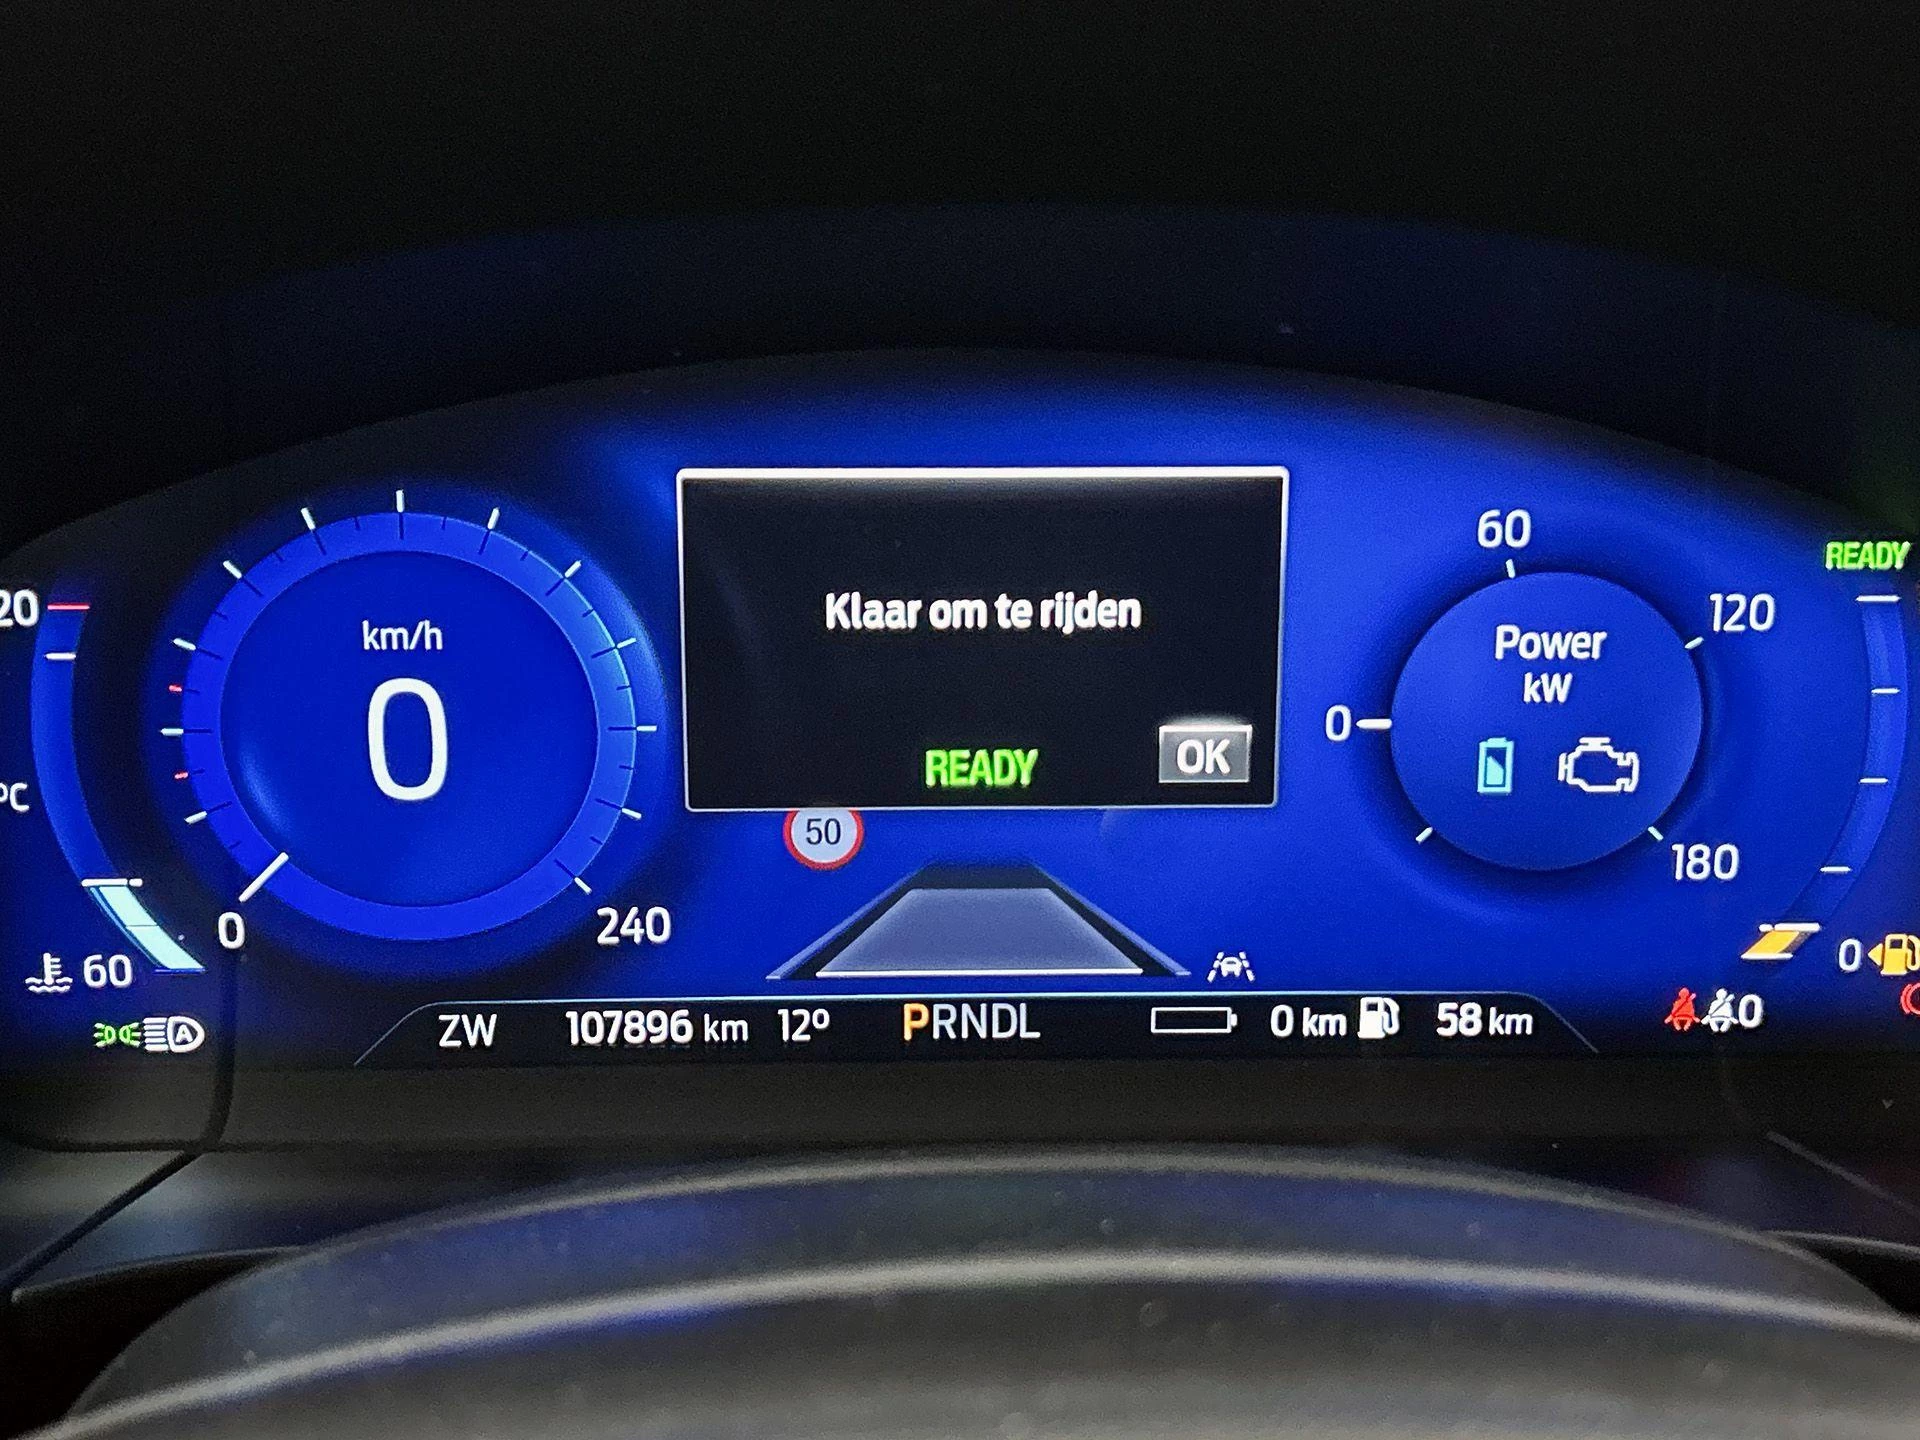 60
120
READY
20
Klaar om te rijden
km/h
Power
kW
0
0
READY
OK
ºC
50
180
0
240
60
0
A
ZW
107896 km
12º
PRNDL
0 km
58 km
0